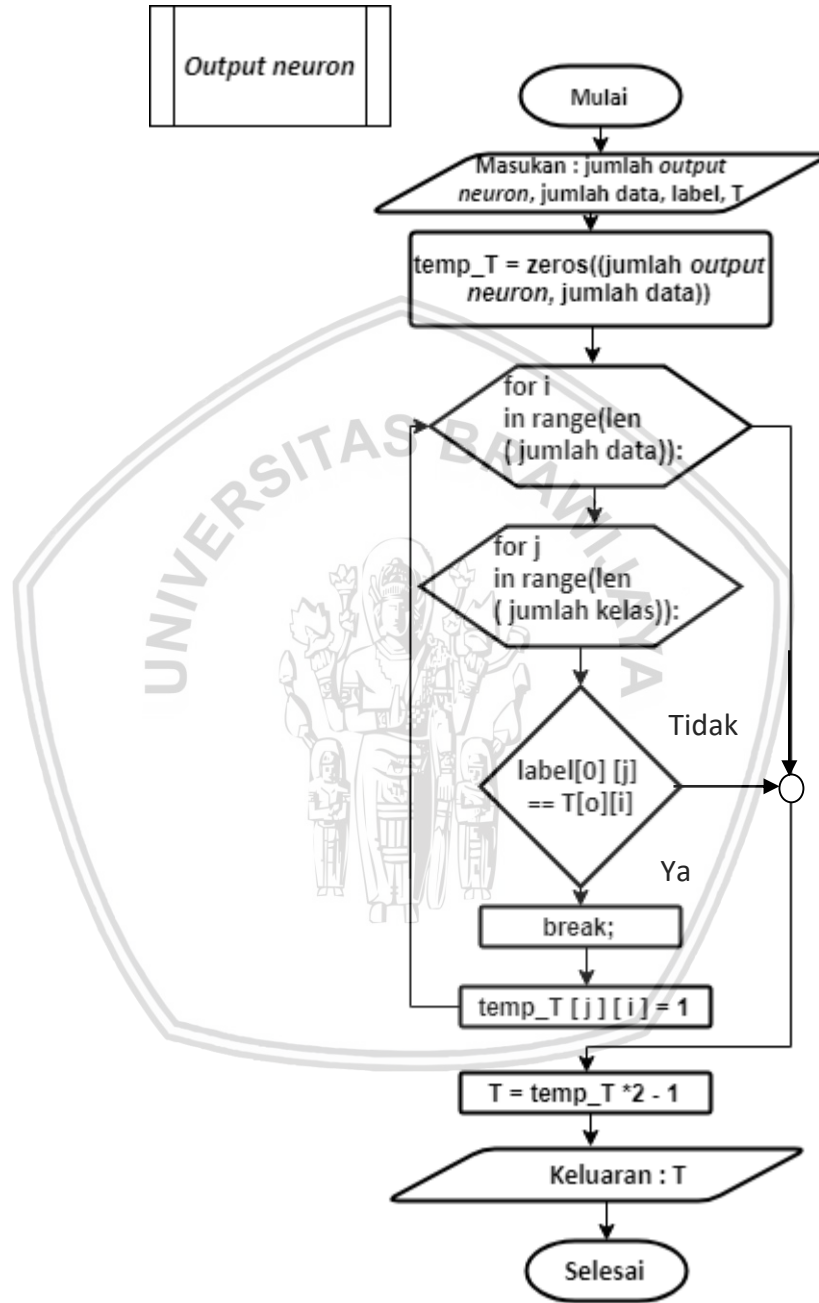 Output neuron
Mulai
Masukan : jumlah output
neuron, jumlah data, label, T
temp_T = zeros((jumlah output
neuron, jumlah data))
for i
in range(len
( jumlah data)):
for j
in range(len
( jumlah kelas)):
label[0] [j]
== T[o][i]
Tidak
Ya
break;
temp_T [ j ] [ i ] = 1
T = temp_T *2 - 1
Keluaran : T
Selesai
UNIVERSITAS BRAWIJAYA